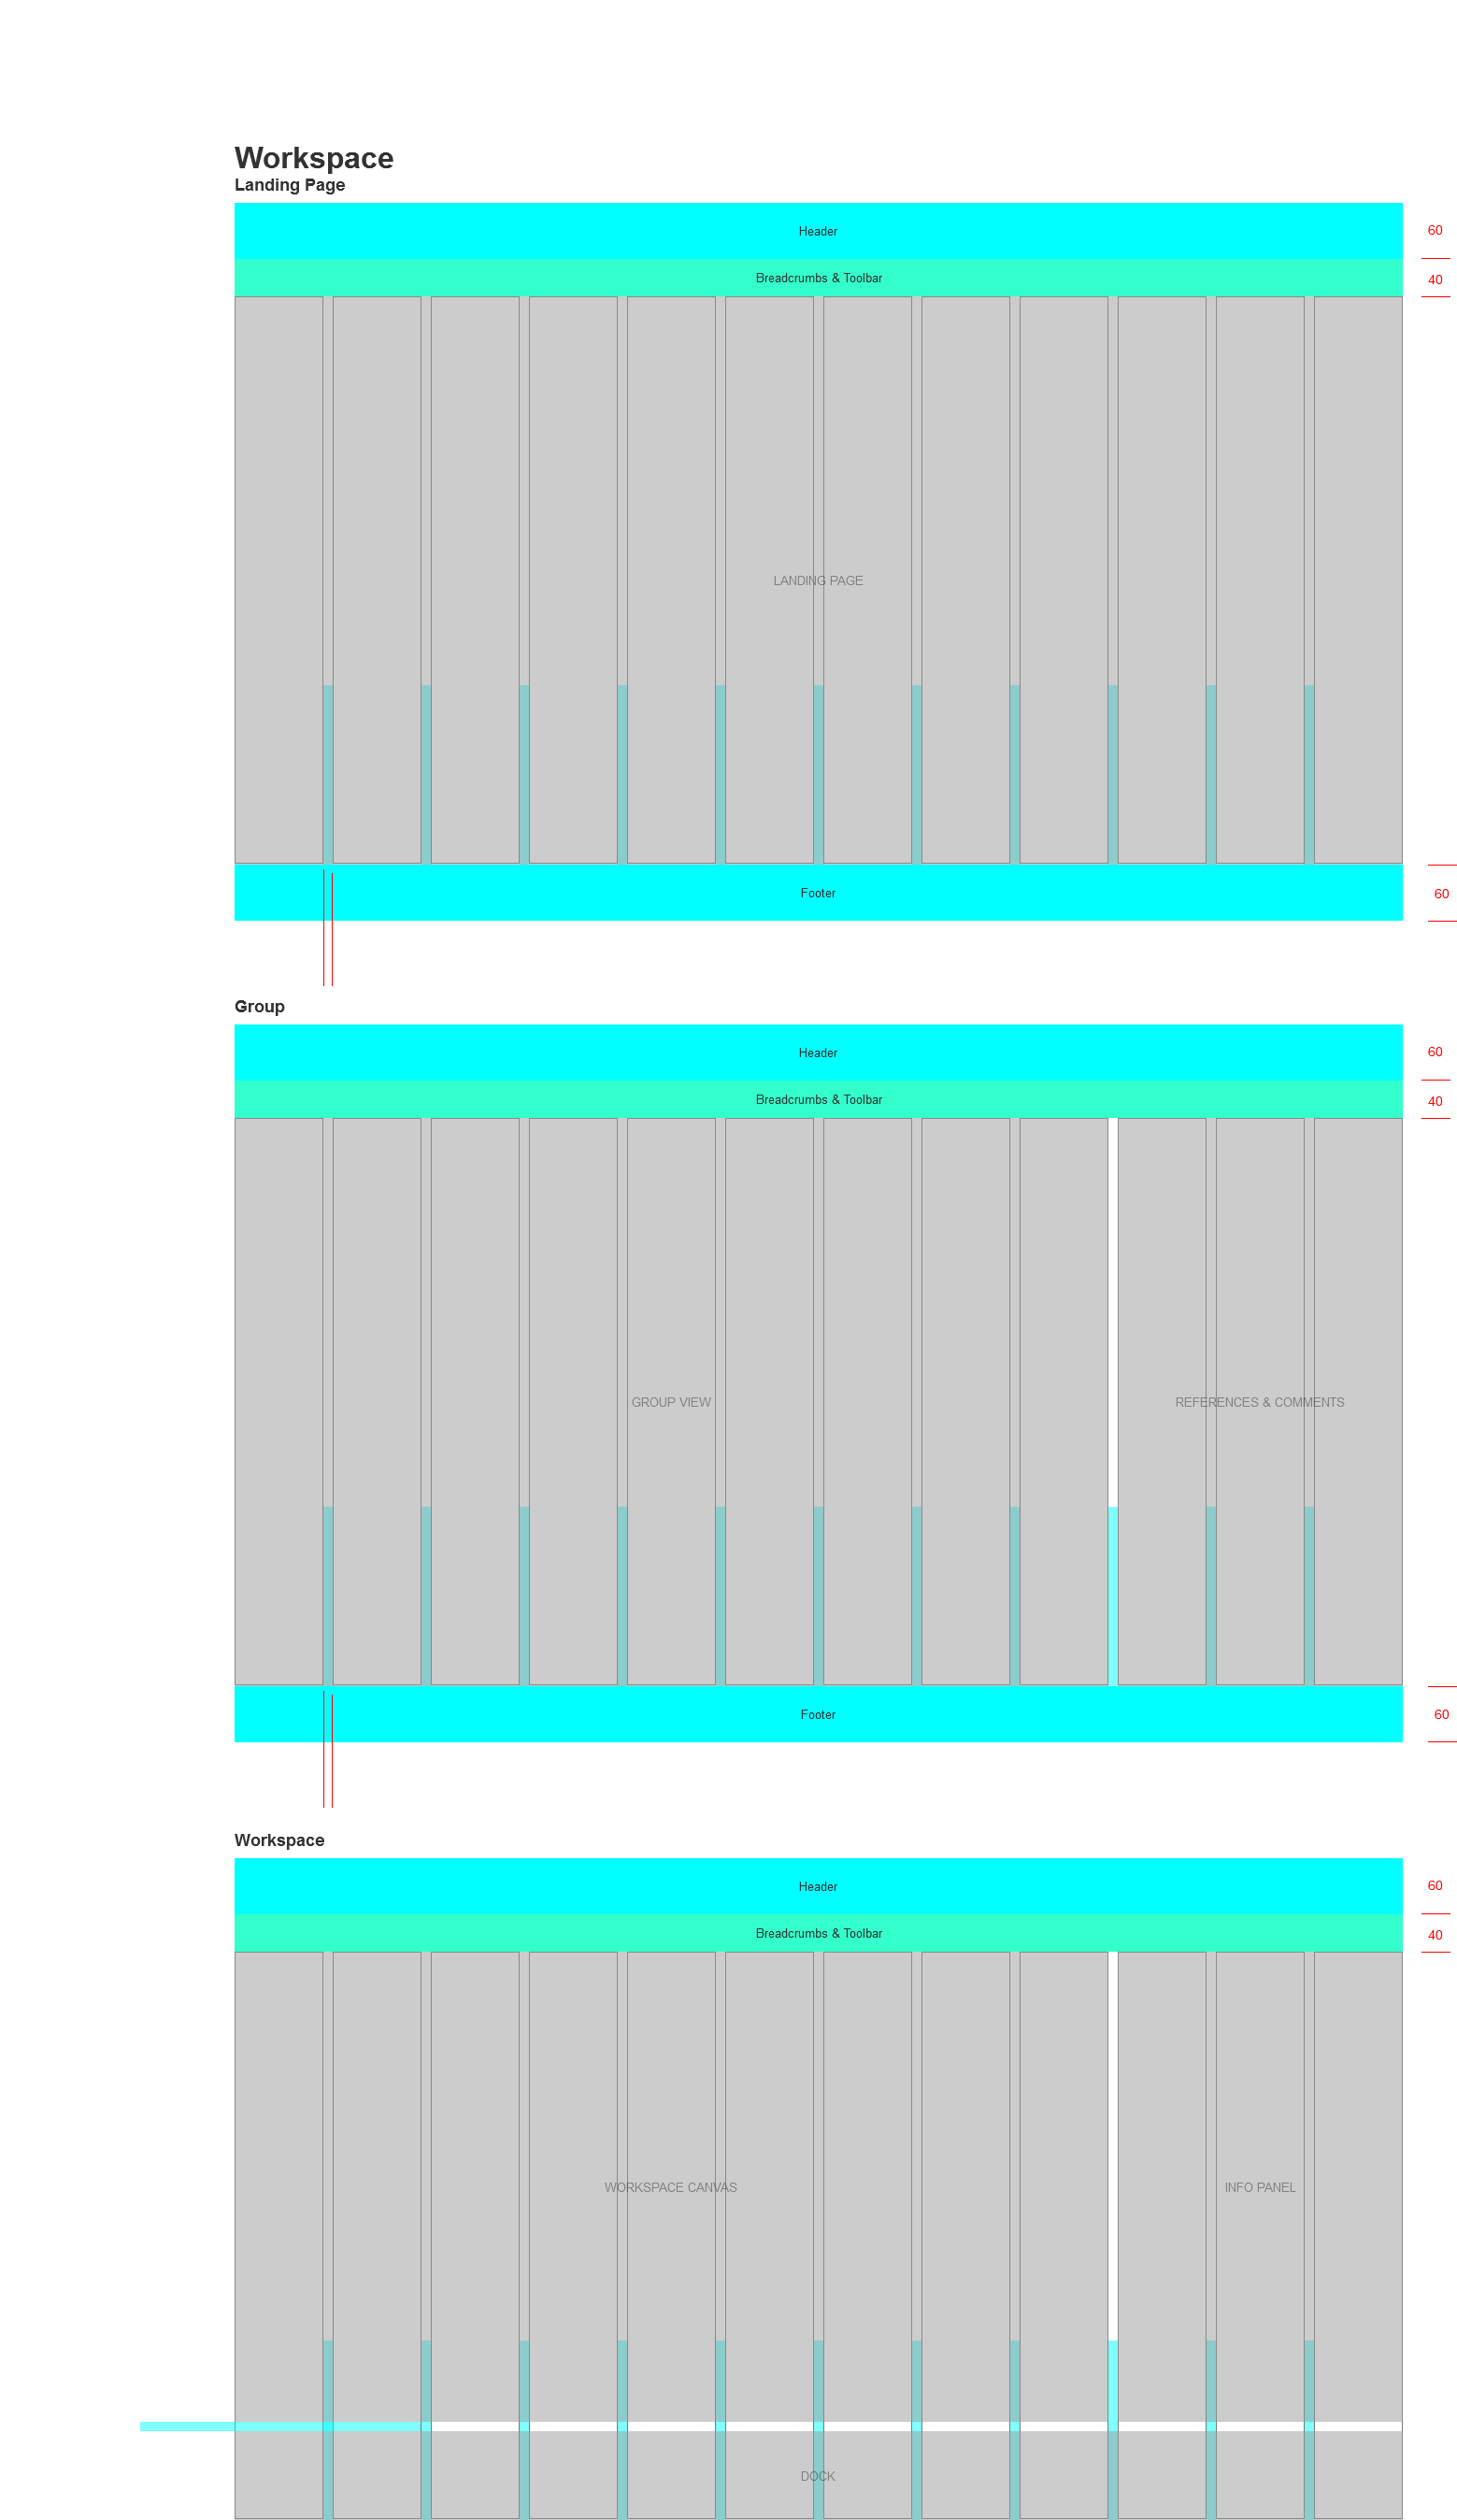 Workspace
Landing Page
Header
60
Breadcrumbs & Toolbar
40
LANDING PAGE
Footer
60
Group
Header
60
Breadcrumbs & Toolbar
40
GROUP VIEW
REFERENCES & COMMENTS
Footer
60
Workspace
Header
60
Breadcrumbs & Toolbar
40
WORKSPACE CANVAS
INFO PANEL
DOCK